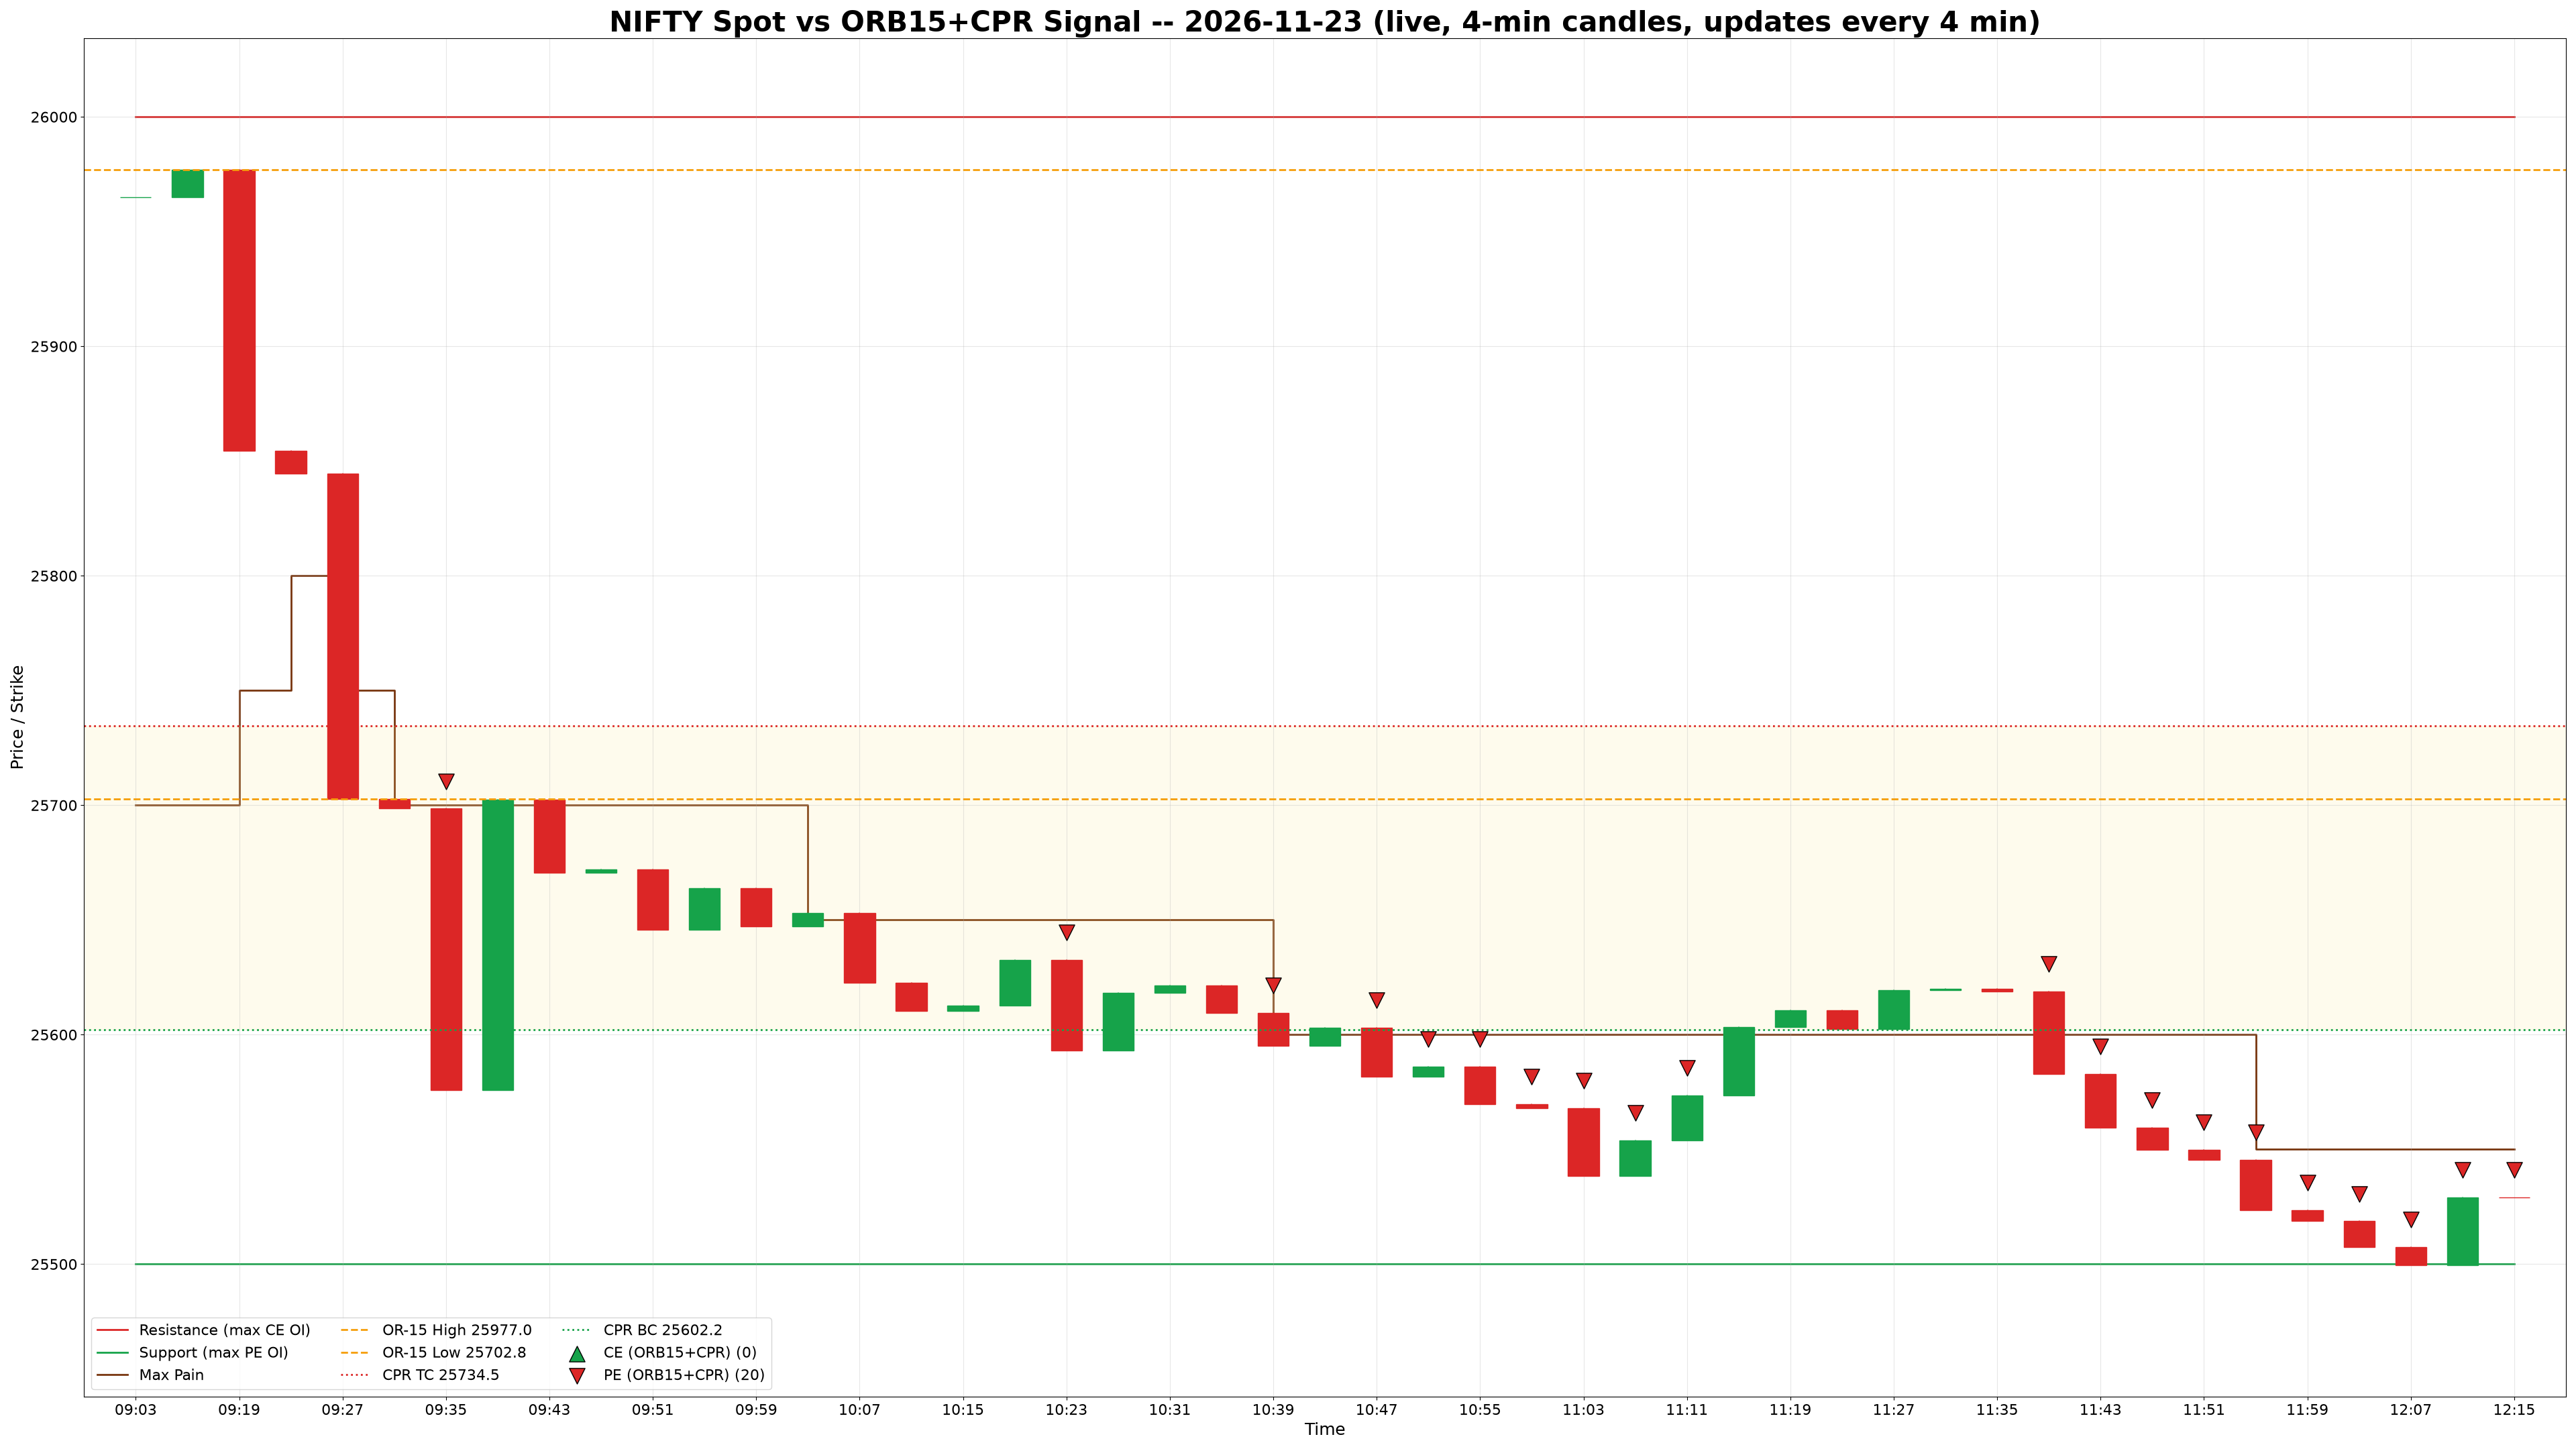 NIFTY Spot vs ORB15+CPR Signal -- 2026-11-23 (live, 4-min candles, updates every 4 min)
Price / Strike
26000
25900
25800
25700
25600
25500
Resistance (max CE OI)
Support (max PE OI)
Max Pain
OR-15 High 25977.0
OR-15 Low 25702.8
CPR TC 25734.5
CPR BC 25602.2
CE (ORB15+CPR) (0)
PE (ORB15+CPR) (20)
09:03 09:19 09:27 09:35 09:43 09:51 09:59 10:07 10:15 10:23 10:31 10:39 10:47 10:55 11:03 11:11 11:19 11:27 11:35 11:43 11:51 11:59 12:07 12:15
Time